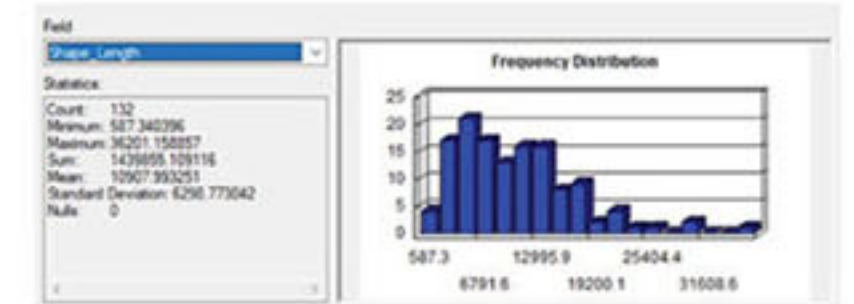 Field
Shape_Length
Statistics:
Count: 132
Minimum: 587.340396
Maximum: 36201.158857
Sum: 1439855.109116
Mean: 10907.993251
Standard Deviation: 6298.773042
Nulls: 0
Frequency Distribution
25
20
15
10
5
0
587.3 12995.9 25404.4
6791.6 19200.1 31608.6